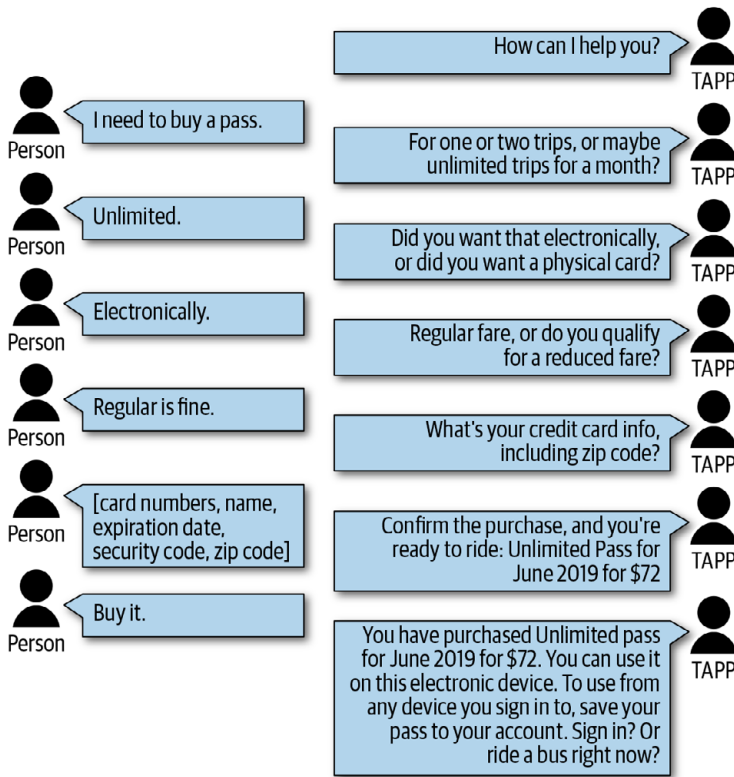 How can I help you?
TAPP
I need to buy a pass.
Person
For one or two trips, or maybe
unlimited trips for a month?
TAPP
Unlimited.
Person
Did you want that electronically,
or did you want a physical card?
TAPP
Electronically.
Person
Regular fare, or do you qualify
for a reduced fare?
TAPP
Regular is fine.
Person
What's your credit card info,
including zip code?
TAPP
[card numbers, name,
expiration date,
security code, zip code]
Person
Confirm the purchase, and you're
ready to ride: Unlimited Pass for
June 2019 for $72
TAPP
Buy it.
Person
You have purchased Unlimited pass
for June 2019 for $72. You can use it
on this electronic device. To use from
any device you sign in to, save your
pass to your account. Sign in? Or
ride a bus right now?
TAPP